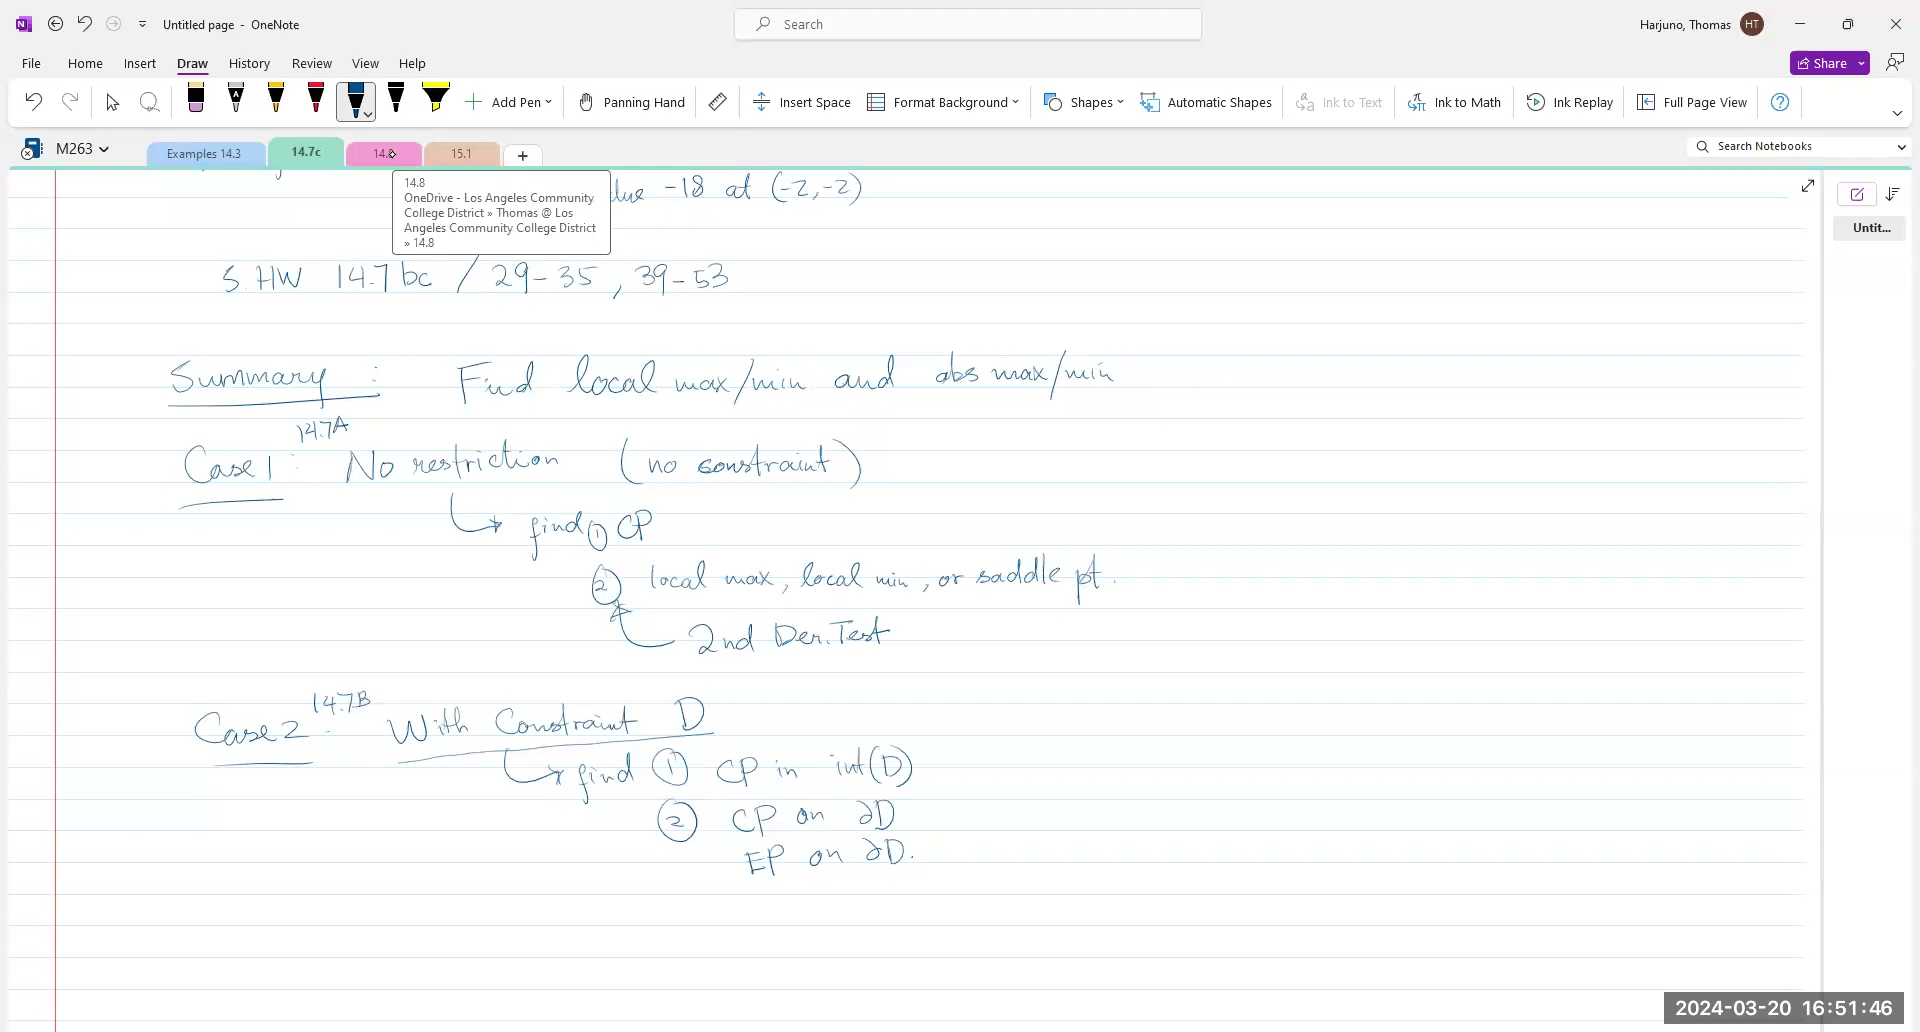 Untitled page - OneNote
Search
Harjuno, Thomas
HT
File Home Insert Draw History Review View Help
Share
Add Pen
Panning Hand
Insert Space
Format Background
Shapes
Automatic Shapes
Ink to Text
Ink to Math
Ink Replay
Full Page View
M263
Examples 14.3
14.7c
14.8
15.1
Search Notebooks
Untit...
14.8
OneDrive - Los Angeles Community
College District » Thomas @ Los
Angeles Community College District
» 14.8
-18 at (-2,-2)
S. HW 14.7 bc / 29-35, 39-53
Summary: Find local max/min and abs max/min
14.7A
Case 1: No restriction (no constraint)
find ① CP
② local max, local min, or saddle pt.
2nd Der. Test
14.7B
Case 2: With Constraint D
find ① CP in int(D)
② CP on ∂D
EP on ∂D.
2024-03-20 16:51:46